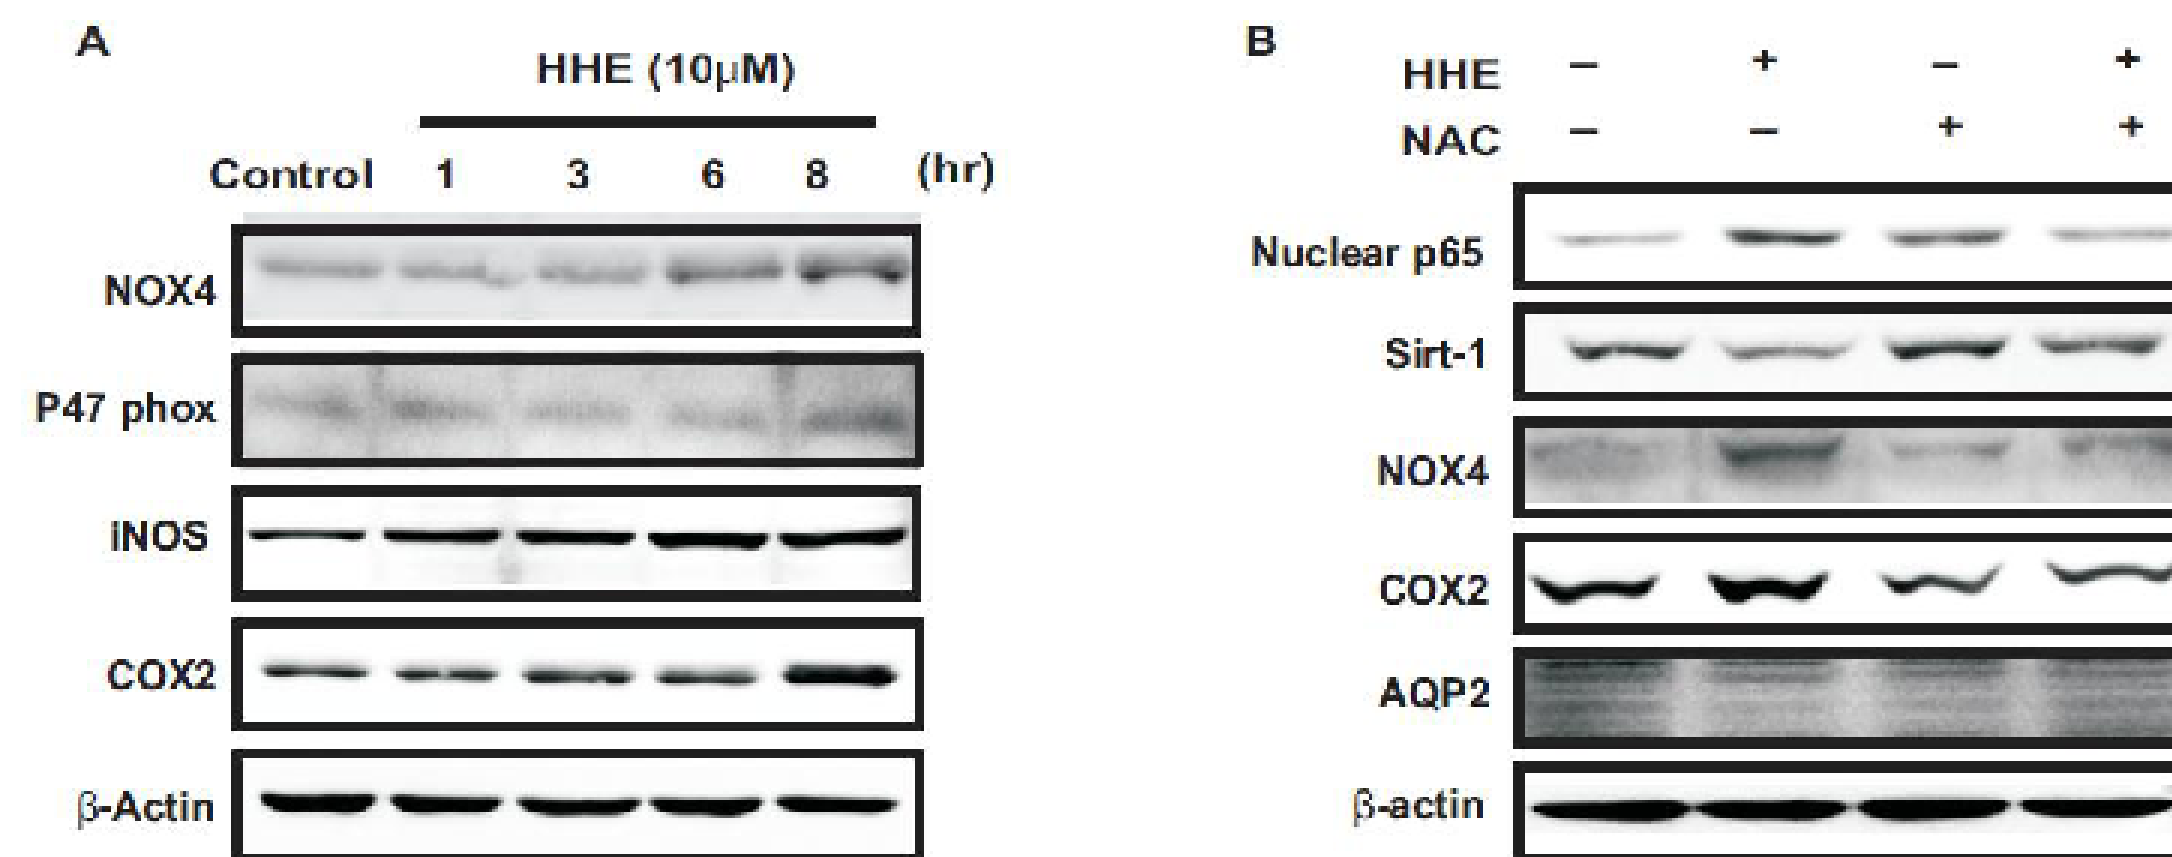 A
HHE (10μM)
Control 1 3 6 8 (hr)
NOX4
P47 phox
iNOS
COX2
β-Actin
B
HHE − + − +
NAC − − + +
Nuclear p65
Sirt-1
NOX4
COX2
AQP2
β-actin